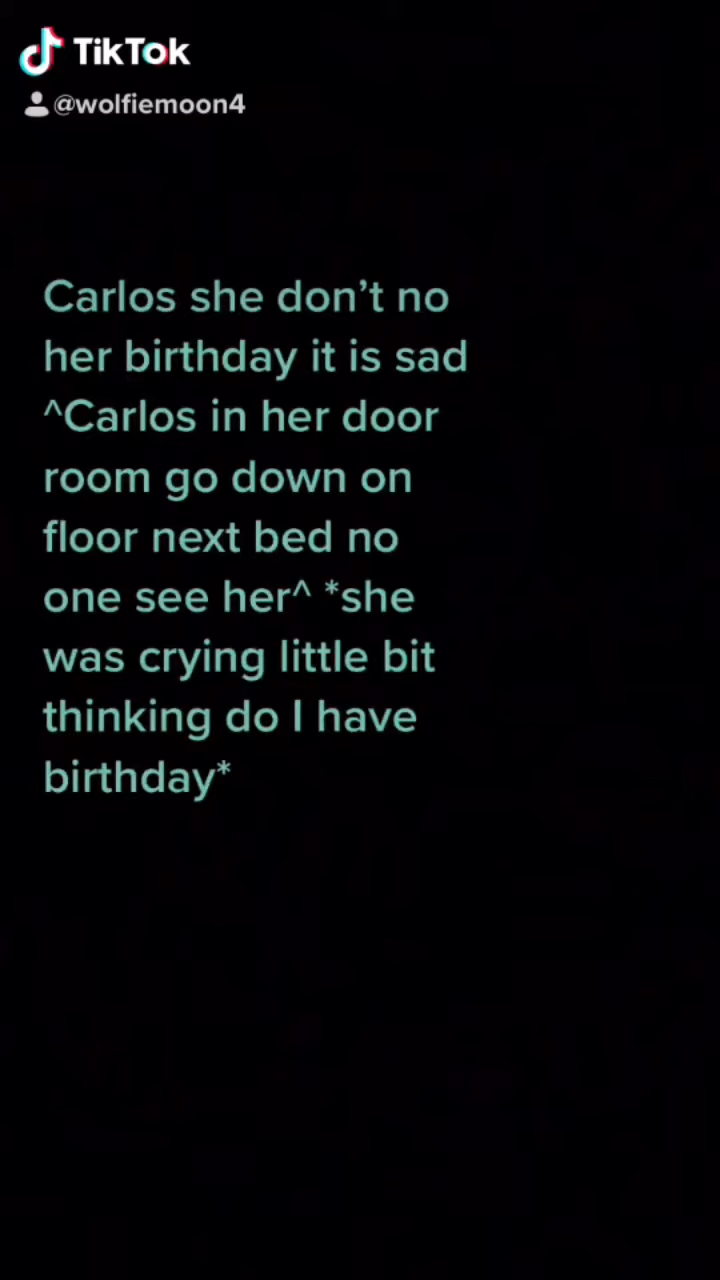 TikTok
@wolfiemoon4
Carlos she don’t no
her birthday it is sad
^Carlos in her door
room go down on
floor next bed no
one see her^ *she
was crying little bit
thinking do I have
birthday*